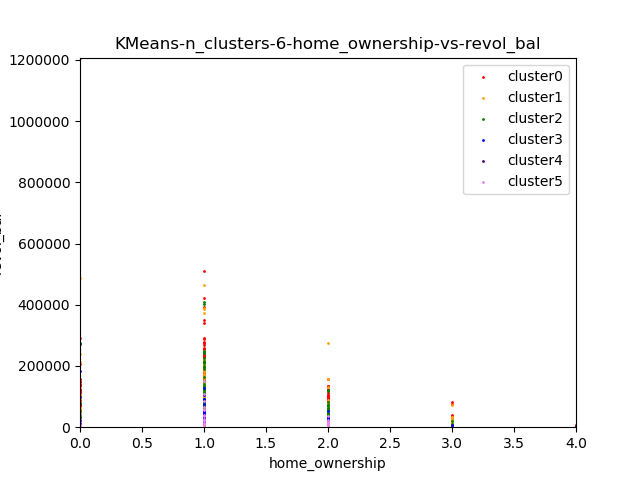 KMeans-n_clusters-6-home_ownership-vs-revol_bal
1200000
1000000
800000
600000
400000
200000
0
cluster0
cluster1
cluster2
cluster3
cluster4
cluster5
0.0 0.5 1.0 1.5 2.0 2.5 3.0 3.5 4.0
home_ownership